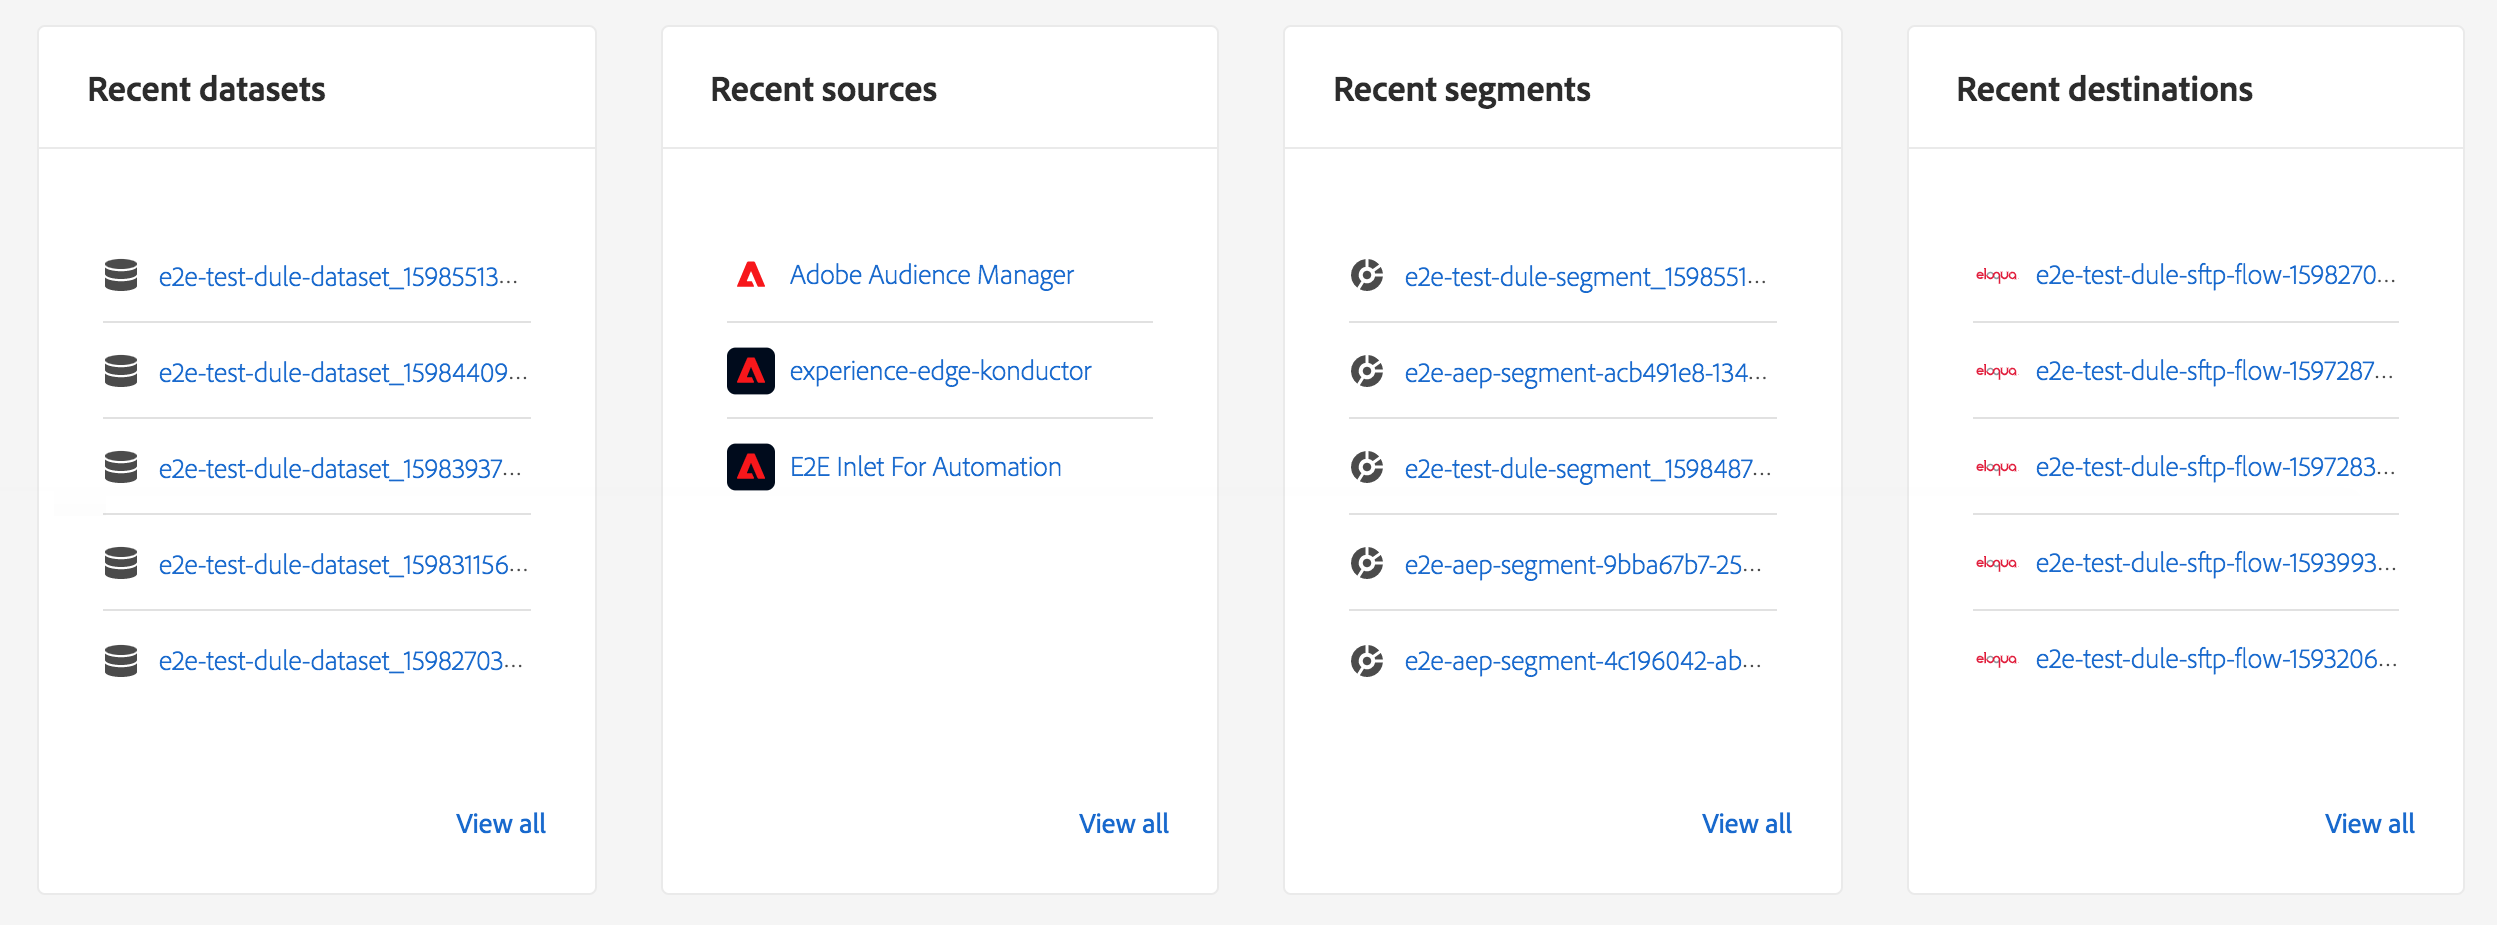 Recent datasets
e2e-test-dule-dataset_15985513...
e2e-test-dule-dataset_15984409...
e2e-test-dule-dataset_15983937...
e2e-test-dule-dataset_159831156...
e2e-test-dule-dataset_15982703...
View all
Recent sources
Adobe Audience Manager
experience-edge-konductor
E2E Inlet For Automation
View all
Recent segments
e2e-test-dule-segment_1598551...
e2e-aep-segment-acb491e8-134...
e2e-test-dule-segment_1598487...
e2e-aep-segment-9bba67b7-25...
e2e-aep-segment-4c196042-ab...
View all
Recent destinations
eloqua e2e-test-dule-sftp-flow-1598270...
eloqua e2e-test-dule-sftp-flow-1597287...
eloqua e2e-test-dule-sftp-flow-1597283...
eloqua e2e-test-dule-sftp-flow-1593993...
eloqua e2e-test-dule-sftp-flow-1593206...
View all